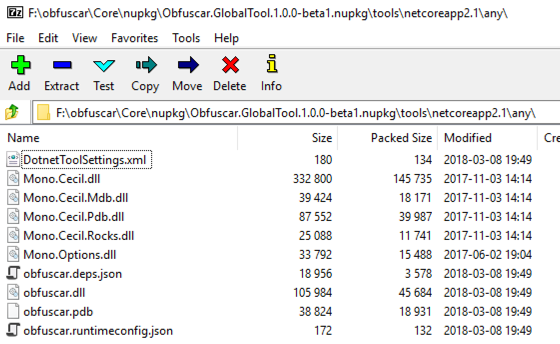 F:\obfuscar\Core\nupkg\Obfuscar.GlobalTool.1.0.0-beta1.nupkg\tools\netcoreapp2.1\any\
File Edit View Favorites Tools Help
Add Extract Test Copy Move Delete Info
F:\obfuscar\Core\nupkg\Obfuscar.GlobalTool.1.0.0-beta1.nupkg\tools\netcoreapp2.1\any\
Name Size Packed Size Modified Cre
DotnetToolSettings.xml 180 134 2018-03-08 19:49
Mono.Cecil.dll 332 800 145 735 2017-11-03 14:14
Mono.Cecil.Mdb.dll 39 424 18 171 2017-11-03 14:14
Mono.Cecil.Pdb.dll 87 552 39 987 2017-11-03 14:14
Mono.Cecil.Rocks.dll 25 088 11 741 2017-11-03 14:14
Mono.Options.dll 33 792 15 488 2017-06-02 19:04
obfuscar.deps.json 18 956 3 578 2018-03-08 19:49
obfuscar.dll 105 984 45 684 2018-03-08 19:49
obfuscar.pdb 38 824 18 931 2018-03-08 19:49
obfuscar.runtimeconfig.json 172 132 2018-03-08 19:49